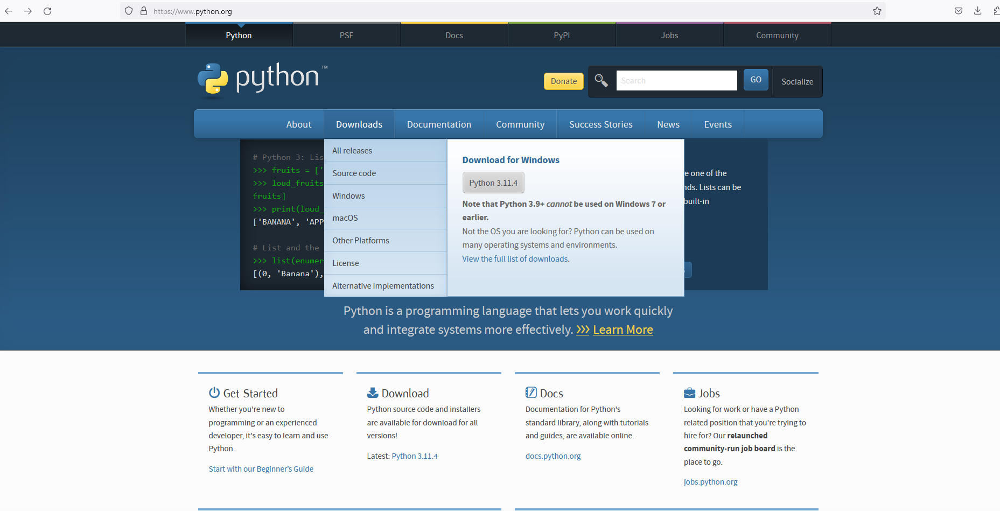 https://www.python.org
Python
PSF
Docs
PyPI
Jobs
Community
python™
Donate
Search
GO
Socialize
About
Downloads
Documentation
Community
Success Stories
News
Events
# Python 3: Lis
>>> fruits = ['
>>> loud_fruits
fruits]
>>> print(loud_
['BANANA', 'APP
# List and the
>>> list(enumer
[(0, 'Banana'),
All releases
Source code
Windows
macOS
Other Platforms
License
Alternative Implementations
Download for Windows
Python 3.11.4
Note that Python 3.9+ cannot be used on Windows 7 or
earlier.
Not the OS you are looking for? Python can be used on
many operating systems and environments.
View the full list of downloads.
e one of the
nds. Lists can be
built-in
Python is a programming language that lets you work quickly
and integrate systems more effectively. >>> Learn More
Get Started
Whether you're new to
programming or an experienced
developer, it's easy to learn and use
Python.
Start with our Beginner’s Guide
Download
Python source code and installers
are available for download for all
versions!
Latest: Python 3.11.4
Docs
Documentation for Python's
standard library, along with tutorials
and guides, are available online.
docs.python.org
Jobs
Looking for work or have a Python
related position that you're trying to
hire for? Our relaunched
community-run job board is the
place to go.
jobs.python.org